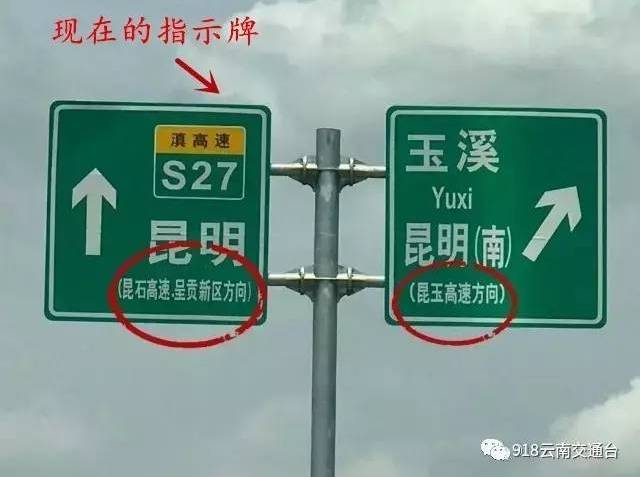 现在的指示牌
滇高速
S27
昆明
(昆石高速.呈贡新区方向)
玉溪
Yuxi
昆明(南)
(昆玉高速方向)
918云南交通台